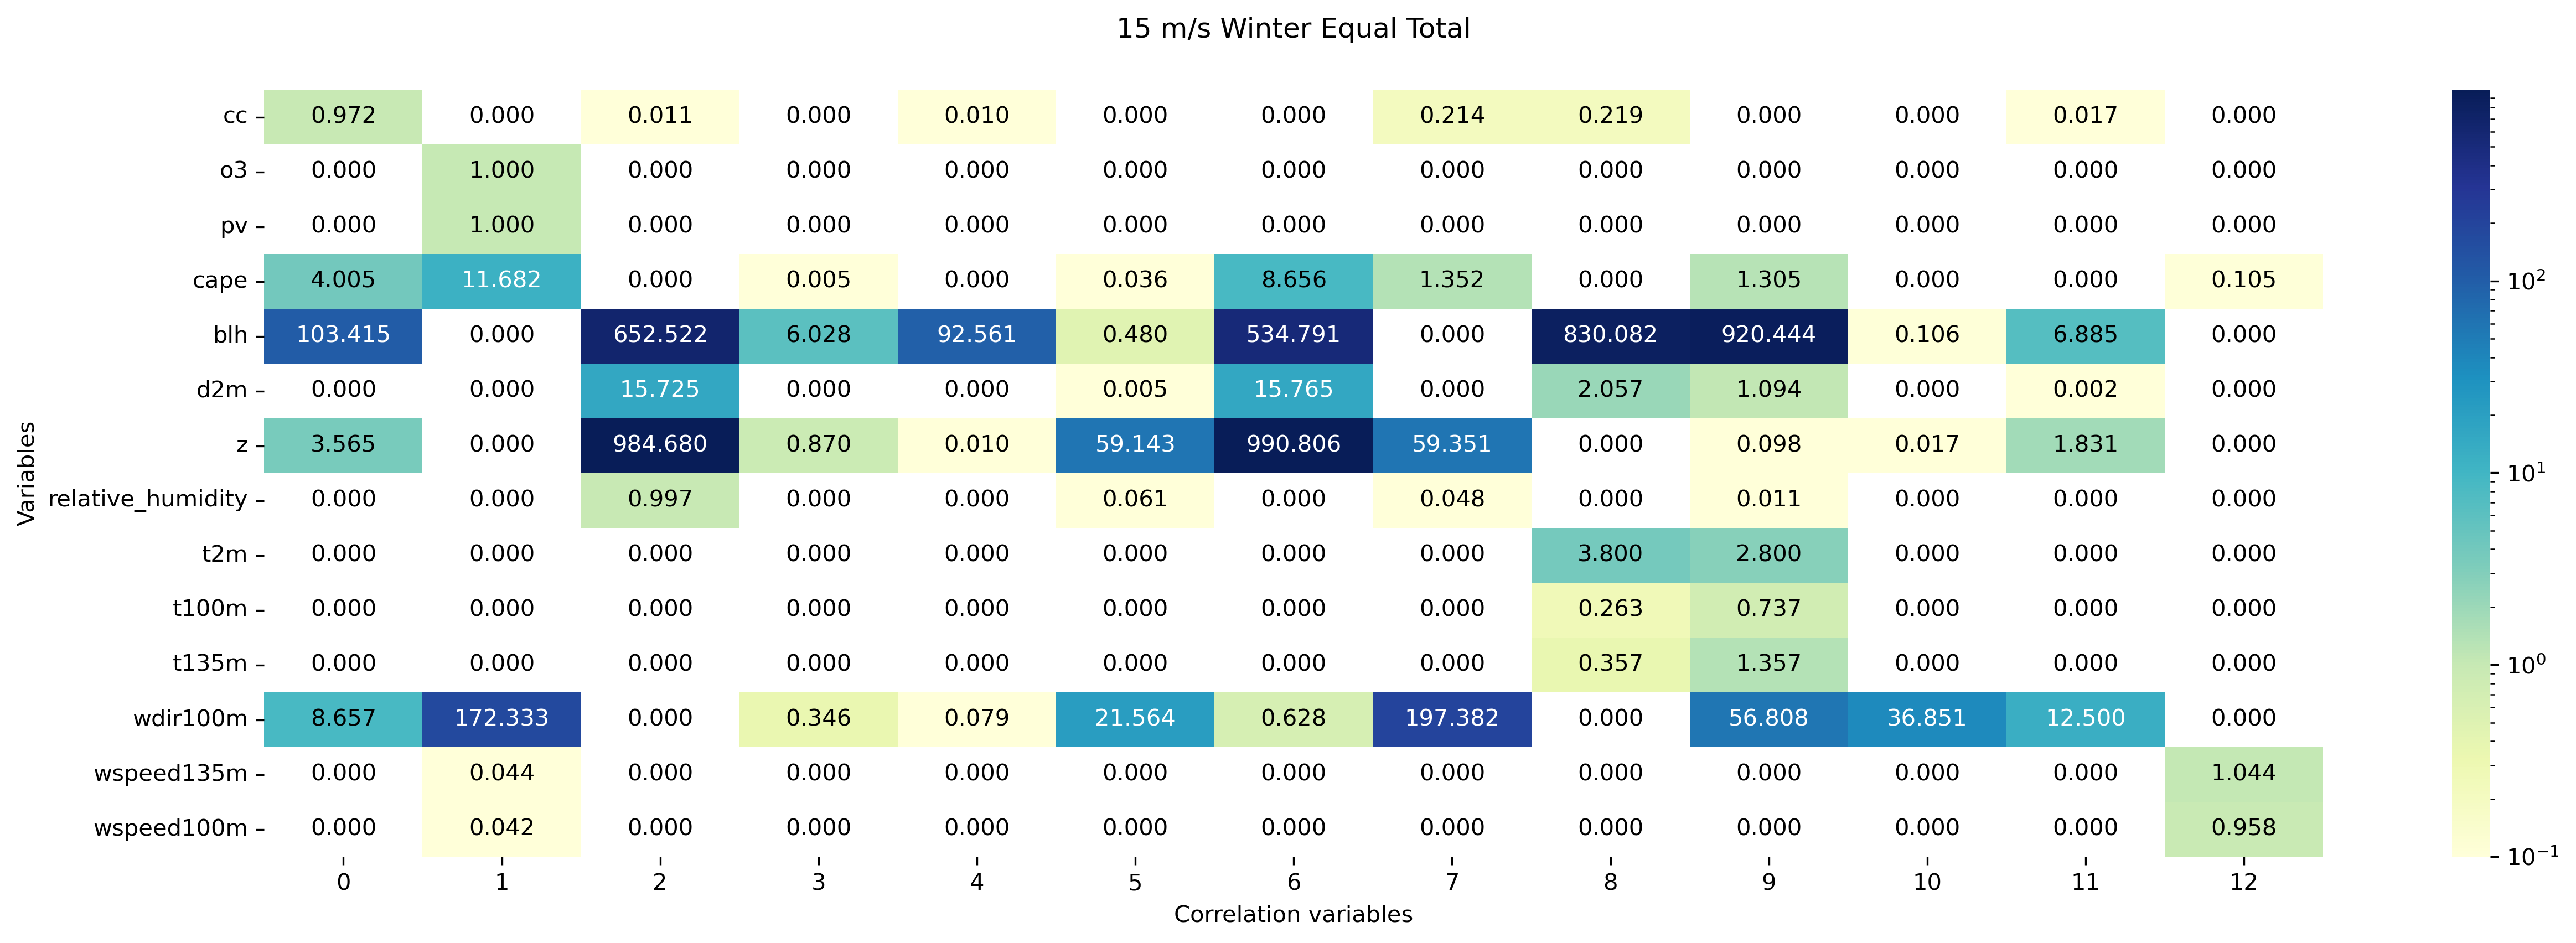 15 m/s Winter Equal Total
cc 0.972 0.000 0.011 0.000 0.010 0.000 0.000 0.214 0.219 0.000 0.000 0.017 0.000
o3 0.000 1.000 0.000 0.000 0.000 0.000 0.000 0.000 0.000 0.000 0.000 0.000 0.000
pv 0.000 1.000 0.000 0.000 0.000 0.000 0.000 0.000 0.000 0.000 0.000 0.000 0.000
cape 4.005 11.682 0.000 0.005 0.000 0.036 8.656 1.352 0.000 1.305 0.000 0.000 0.105
10²
blh 103.415 0.000 652.522 6.028 92.561 0.480 534.791 0.000 830.082 920.444 0.106 6.885 0.000
d2m 0.000 15.725 0.000 0.000 0.005 15.765 0.000 2.057 1.094 0.000 0.002 0.000
z 3.565 0.000 984.680 0.870 0.010 59.143 990.806 59.351 0.000 0.098 0.017 1.831 0.000
10¹
Variables
relative_humidity 0.000 0.000 0.997 0.000 0.000 0.061 0.000 0.048 0.000 0.011 0.000 0.000 0.000
t2m 0.000 0.000 0.000 0.000 0.000 0.000 0.000 0.000 3.800 2.800 0.000 0.000 0.000
t100m 0.000 0.000 0.000 0.000 0.000 0.000 0.000 0.000 0.263 0.737 0.000 0.000 0.000
t135m 0.000 0.000 0.000 0.000 0.000 0.000 0.000 0.000 0.357 1.357 0.000 0.000 0.000
10⁰
wdir100m 8.657 172.333 0.000 0.346 0.079 21.564 0.628 197.382 0.000 56.808 36.851 12.500 0.000
wspeed135m 0.000 0.044 0.000 0.000 0.000 0.000 0.000 0.000 0.000 0.000 0.000 0.000 1.044
wspeed100m 0.000 0.042 0.000 0.000 0.000 0.000 0.000 0.000 0.000 0.000 0.000 0.000 0.958
10⁻¹
0 1 2 3 4 5 6 7 8 9 10 11 12
Correlation variables